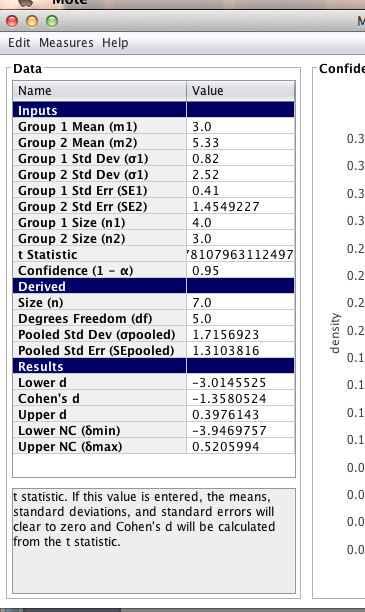 Mote
Edit Measures Help
Data
Name Value
Inputs
Group 1 Mean (m1) 3.0
Group 2 Mean (m2) 5.33
Group 1 Std Dev (σ1) 0.82
Group 2 Std Dev (σ1) 2.52
Group 1 Std Err (SE1) 0.41
Group 2 Std Err (SE2) 1.4549227
Group 1 Size (n1) 4.0
Group 2 Size (n2) 3.0
t Statistic 78107963112497
Confidence (1 - α) 0.95
Derived
Size (n) 7.0
Degrees Freedom (df) 5.0
Pooled Std Dev (σpooled) 1.7156923
Pooled Std Err (SEpooled) 1.3103816
Results
Lower d -3.0145525
Cohen's d -1.3580524
Upper d 0.3976143
Lower NC (δmin) -3.9469757
Upper NC (δmax) 0.5205994
t statistic. If this value is entered, the means,
standard deviations, and standard errors will
clear to zero and Cohen's d will be calculated
from the t statistic.
M
Confide
0.3
0.3
0.3
0.3
0.2
0.2
0.2
0.2
0.1
0.1
0.1
0.1
0.0
0.0
0.0
0.0
density